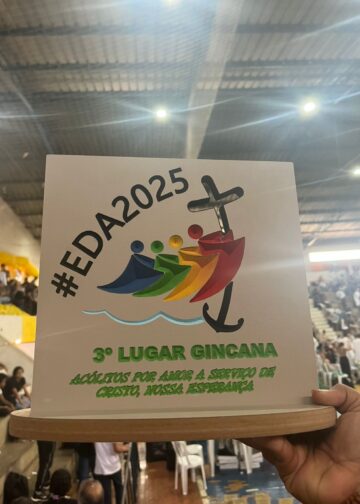 #EDA2025
3º LUGAR GINCANA
ACÓLITOS POR AMOR A SERVIÇO DE
CRISTO, NOSSA ESPERANÇA